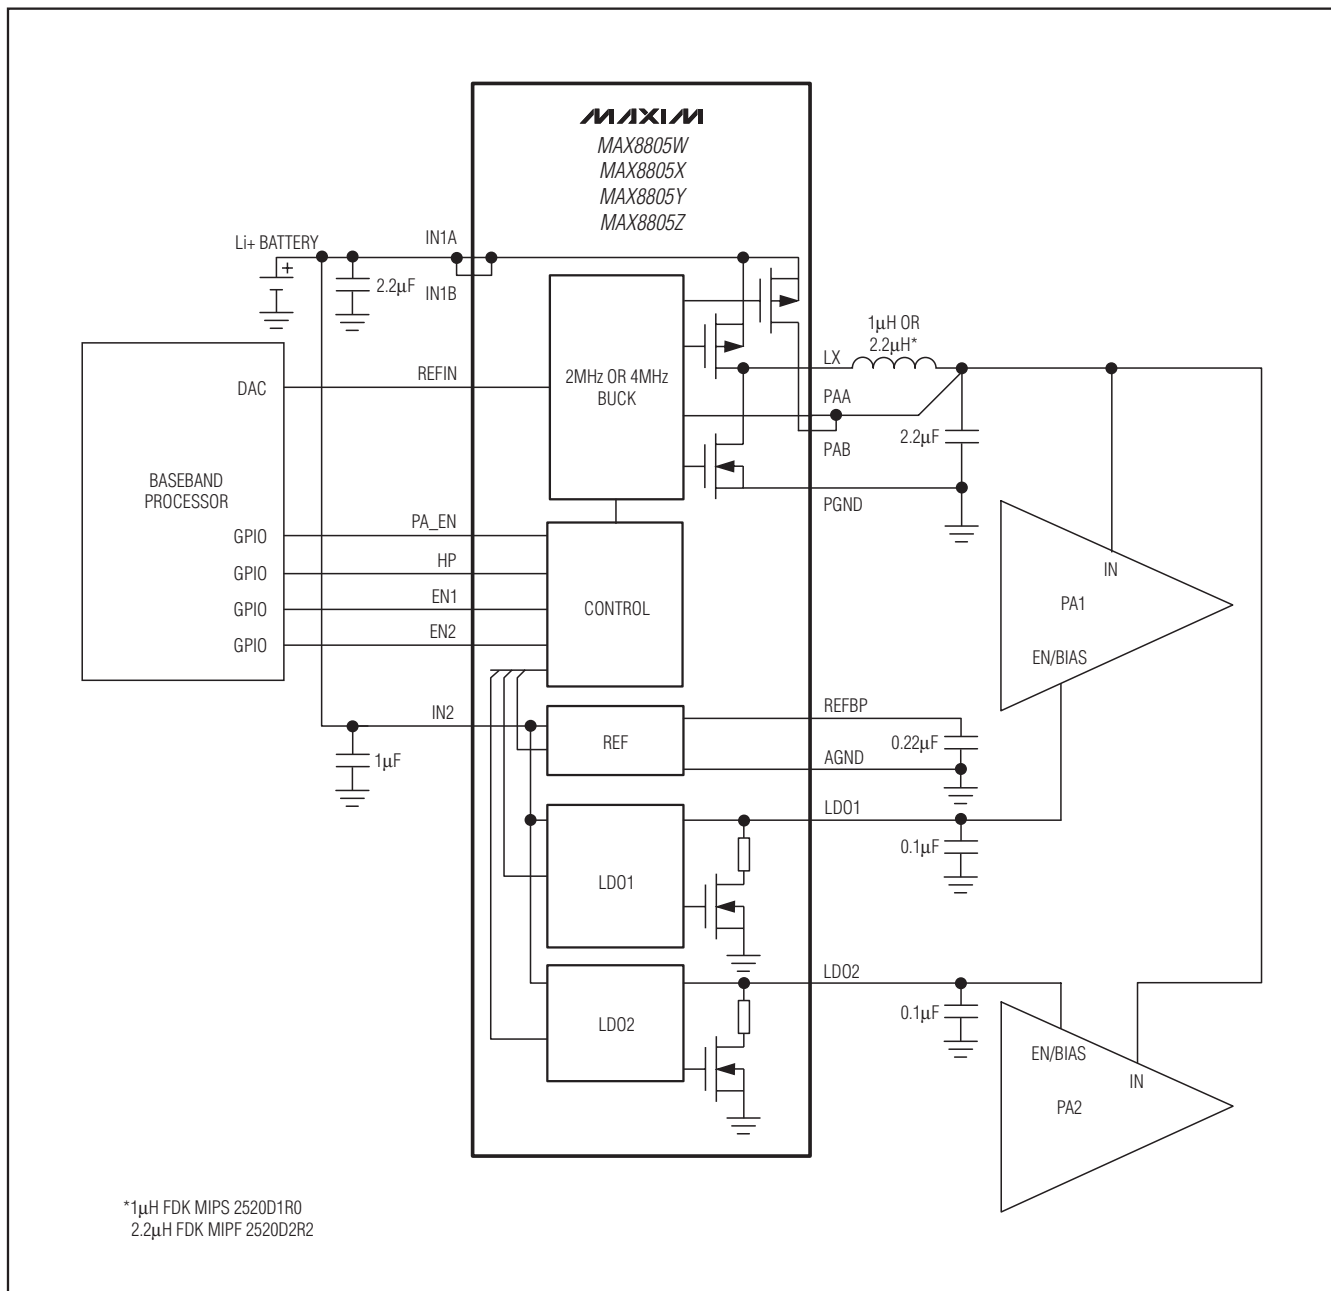 MAXIM
MAX8805W
MAX8805X
MAX8805Y
MAX8805Z
Li+ BATTERY
+
2.2µF
IN1A
IN1B
BASEBAND
PROCESSOR
DAC
GPIO
GPIO
GPIO
GPIO
REFIN
PA_EN
HP
EN1
EN2
IN2
1µF
2MHz OR 4MHz
BUCK
CONTROL
REF
LDO1
LDO2
LX
1µH OR
2.2µH*
PAA
PAB
2.2µF
PGND
REFBP
0.22µF
AGND
LDO1
0.1µF
LDO2
0.1µF
IN
PA1
EN/BIAS
EN/BIAS
IN
PA2
*1µH FDK MIPS 2520D1R0
2.2µH FDK MIPF 2520D2R2